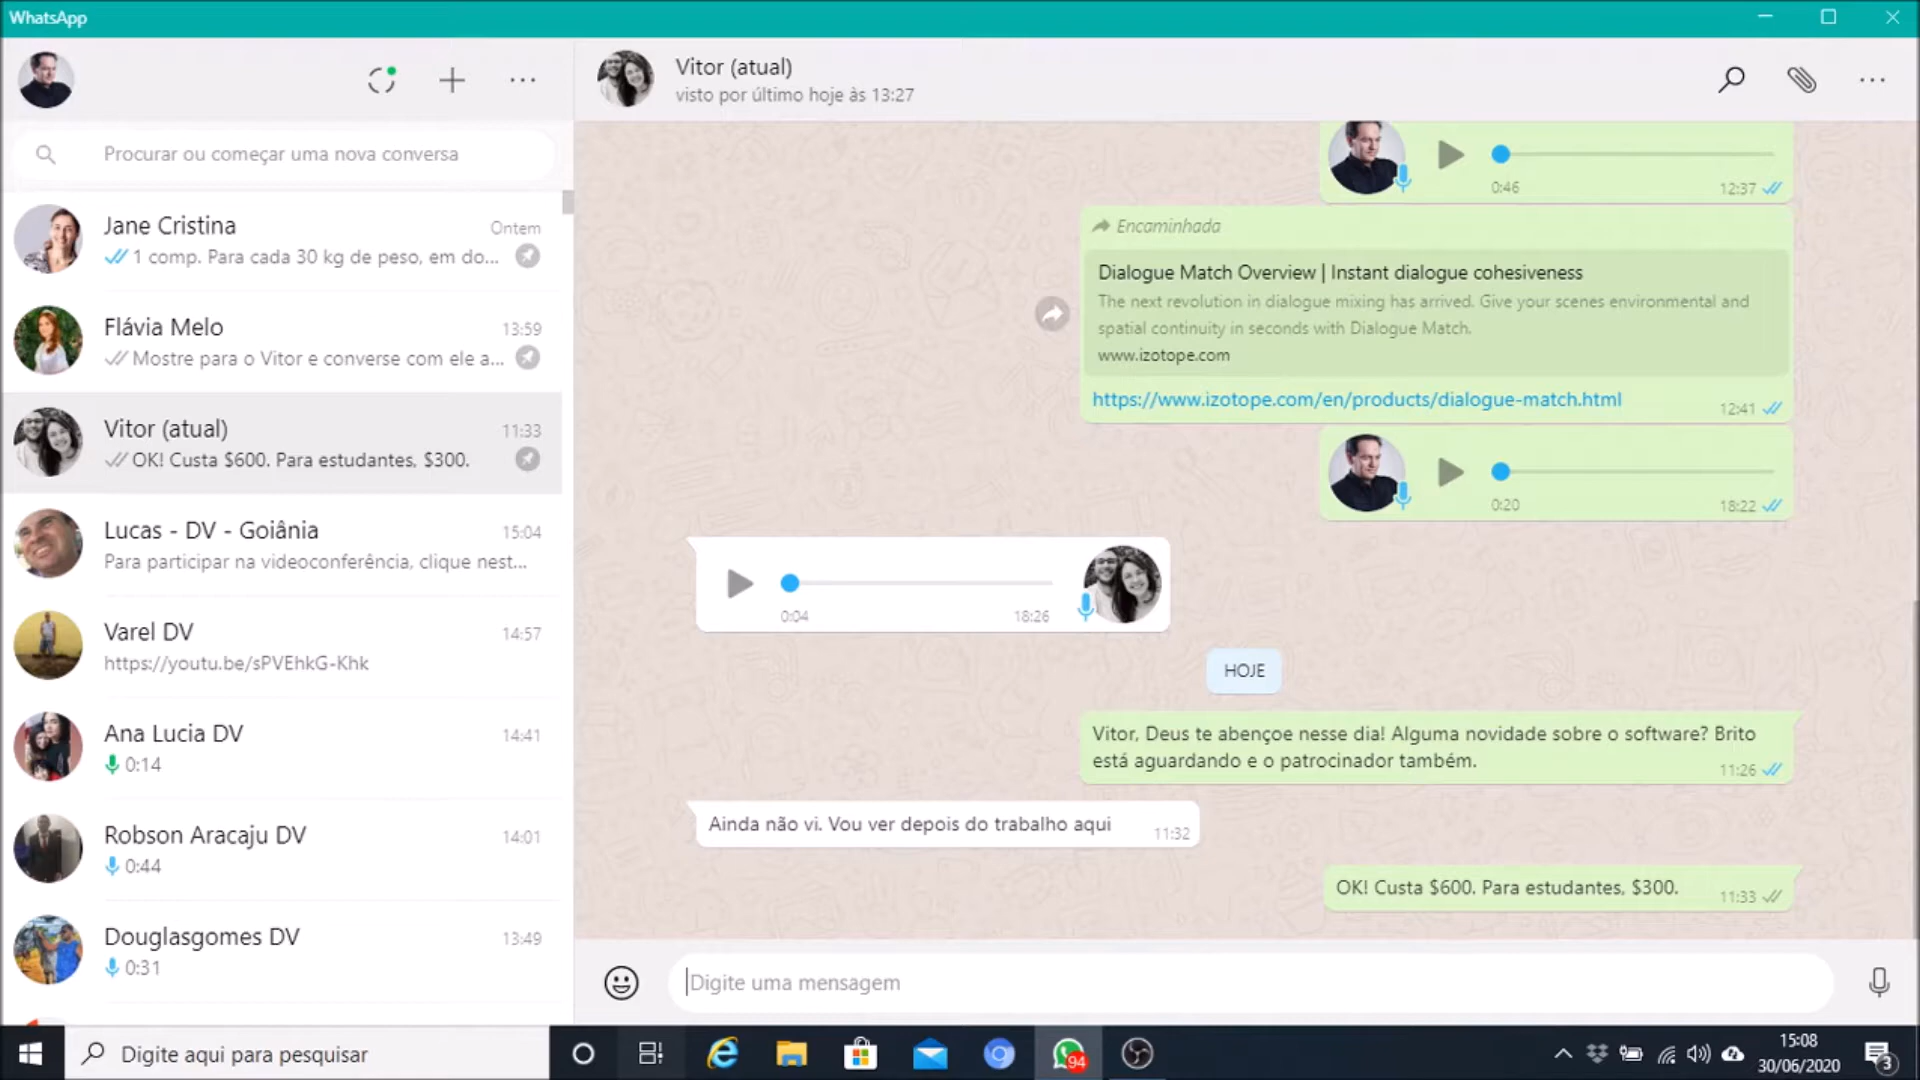 WhatsApp
Procurar ou começar uma nova conversa
Jane Cristina
Ontem
1 comp. Para cada 30 kg de peso, em do...
Flávia Melo
13:59
Mostre para o Vitor e converse com ele a...
Vitor (atual)
11:33
OK! Custa $600. Para estudantes, $300.
Lucas - DV - Goiânia
15:04
Para participar na videoconferência, clique nest...
Varel DV
14:57
https://youtu.be/sPVEhkG-Khk
Ana Lucia DV
14:41
0:14
Robson Aracaju DV
14:01
0:44
Douglasgomes DV
13:49
0:31
Vitor (atual)
visto por último hoje às 13:27
0:46
12:37
Encaminhada
Dialogue Match Overview | Instant dialogue cohesiveness
The next revolution in dialogue mixing has arrived. Give your scenes environmental and
spatial continuity in seconds with Dialogue Match.
www.izotope.com
https://www.izotope.com/en/products/dialogue-match.html
12:41
0:20
18:22
0:04
18:26
HOJE
Vitor, Deus te abençoe nesse dia! Alguma novidade sobre o software? Brito
está aguardando e o patrocinador também.
11:26
Ainda não vi. Vou ver depois do trabalho aqui
11:32
OK! Custa $600. Para estudantes, $300.
11:33
Digite uma mensagem
Digite aqui para pesquisar
94
15:08
30/06/2020
3